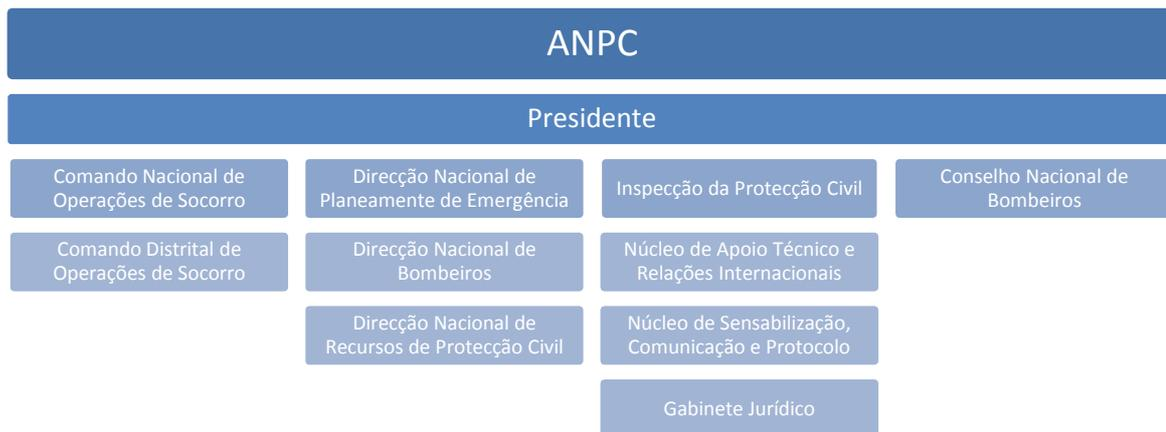 ANPC
Presidente
Comando Nacional de
Operações de Socorro
Direcção Nacional de
Planeamente de Emergência
Inspecção da Protecção Civil
Conselho Nacional de
Bombeiros
Comando Distrital de
Operações de Socorro
Direcção Nacional de
Bombeiros
Núcleo de Apoio Técnico e
Relações Internacionais
Direcção Nacional de
Recursos de Protecção Civil
Núcleo de Sensabilização,
Comunicação e Protocolo
Gabinete Jurídico